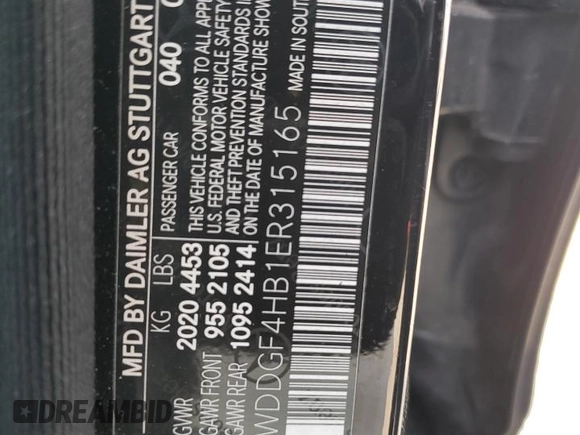 MFD BY DAIMLER AG STUTTGART
KG LBS
PASSENGER CAR 040
GVWR 2020 4453
GAWR FRONT 955 2105
GAWR REAR 1095 2414
THIS VEHICLE CONFORMS TO ALL APPL
U.S. FEDERAL MOTOR VEHICLE SAFETY
AND THEFT PREVENTION STANDARDS IN
ON THE DATE OF MANUFACTURE SHOW
WDDGF4HB1ER315165
MADE IN SOUT
DREAMBID